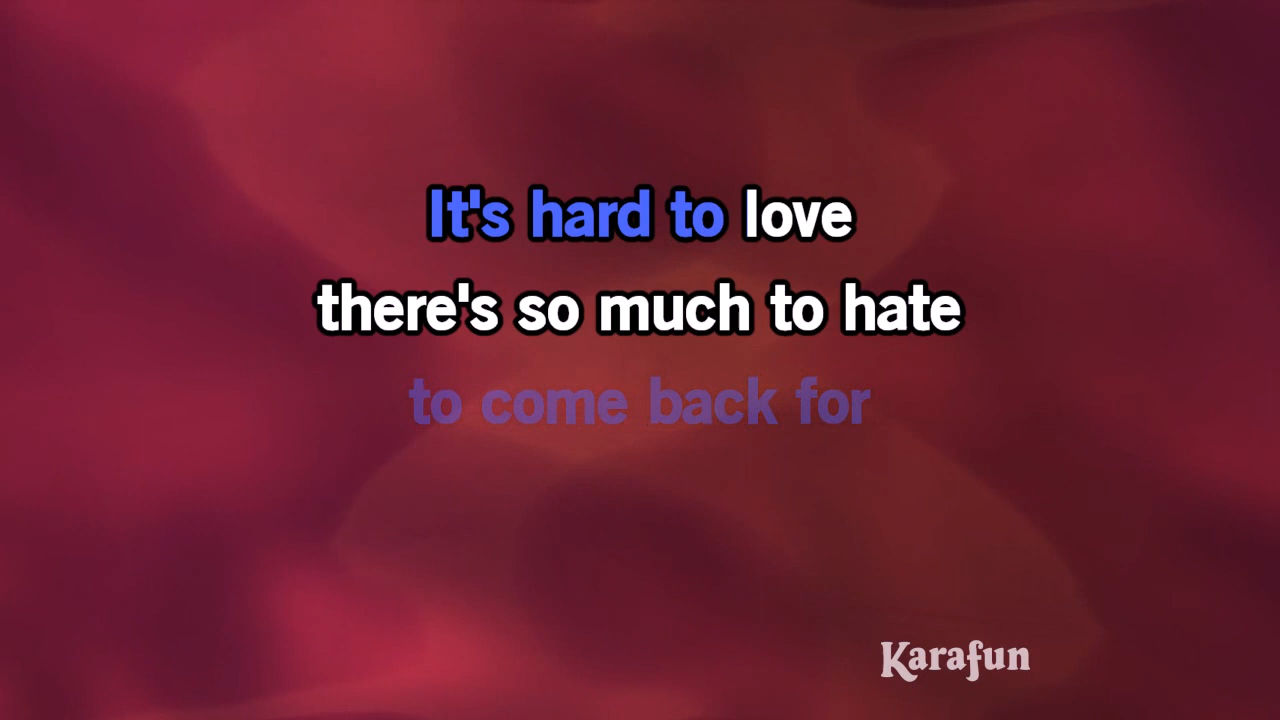 It's hard to love
there's so much to hate
to come back for
Karafun